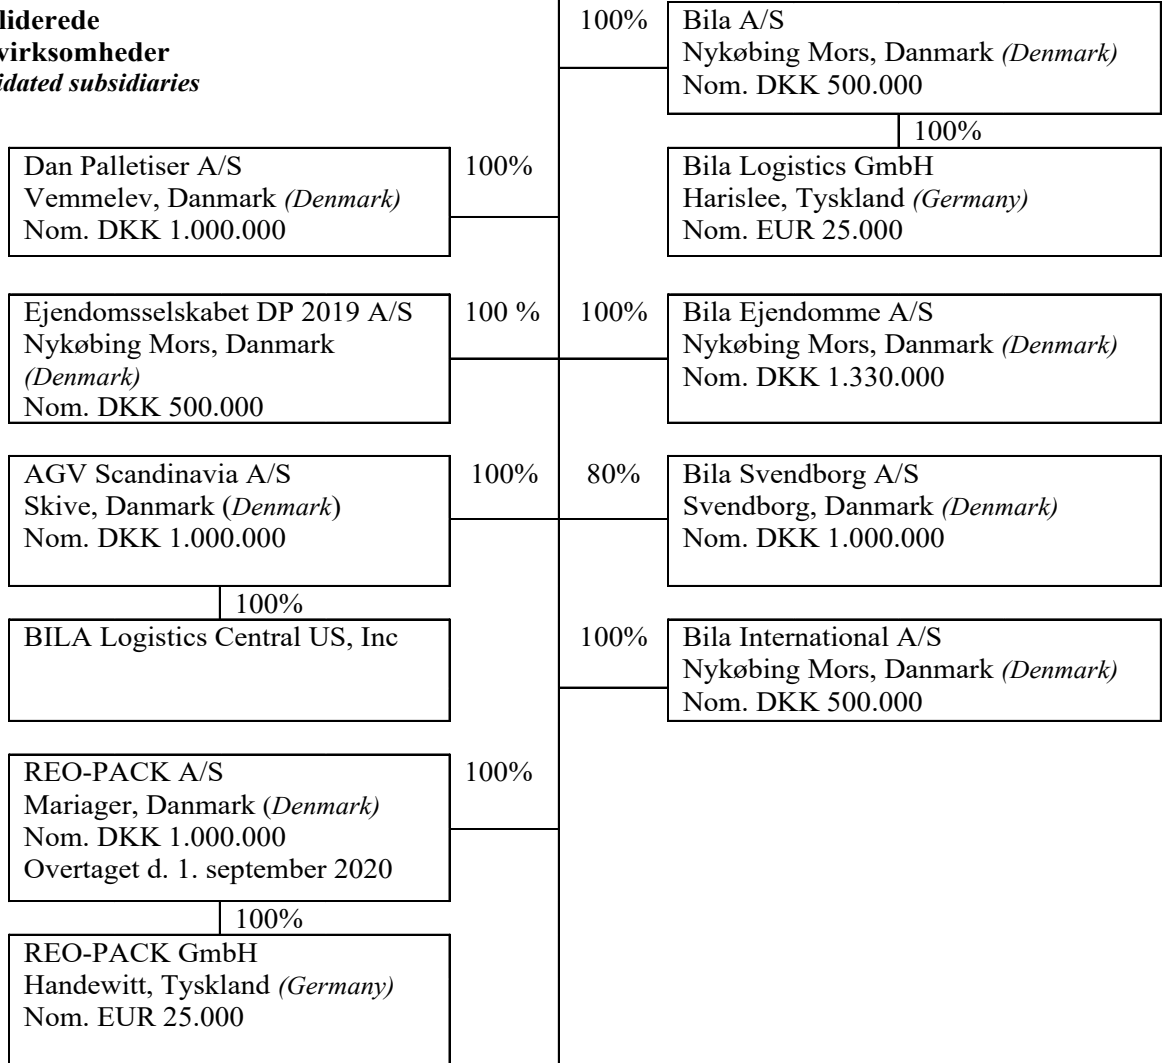 liderede
virksomheder
idated subsidiaries
100%
Bila A/S
Nykøbing Mors, Danmark (Denmark)
Nom. DKK 500.000
100%
Dan Palletiser A/S
Vemmelev, Danmark (Denmark)
Nom. DKK 1.000.000
100%
Bila Logistics GmbH
Harislee, Tyskland (Germany)
Nom. EUR 25.000
Ejendomsselskabet DP 2019 A/S
Nykøbing Mors, Danmark
(Denmark)
Nom. DKK 500.000
100 %
100%
Bila Ejendomme A/S
Nykøbing Mors, Danmark (Denmark)
Nom. DKK 1.330.000
AGV Scandinavia A/S
Skive, Danmark (Denmark)
Nom. DKK 1.000.000
100%
80%
Bila Svendborg A/S
Svendborg, Danmark (Denmark)
Nom. DKK 1.000.000
100%
BILA Logistics Central US, Inc
100%
Bila International A/S
Nykøbing Mors, Danmark (Denmark)
Nom. DKK 500.000
REO-PACK A/S
Mariager, Danmark (Denmark)
Nom. DKK 1.000.000
Overtaget d. 1. september 2020
100%
100%
REO-PACK GmbH
Handewitt, Tyskland (Germany)
Nom. EUR 25.000